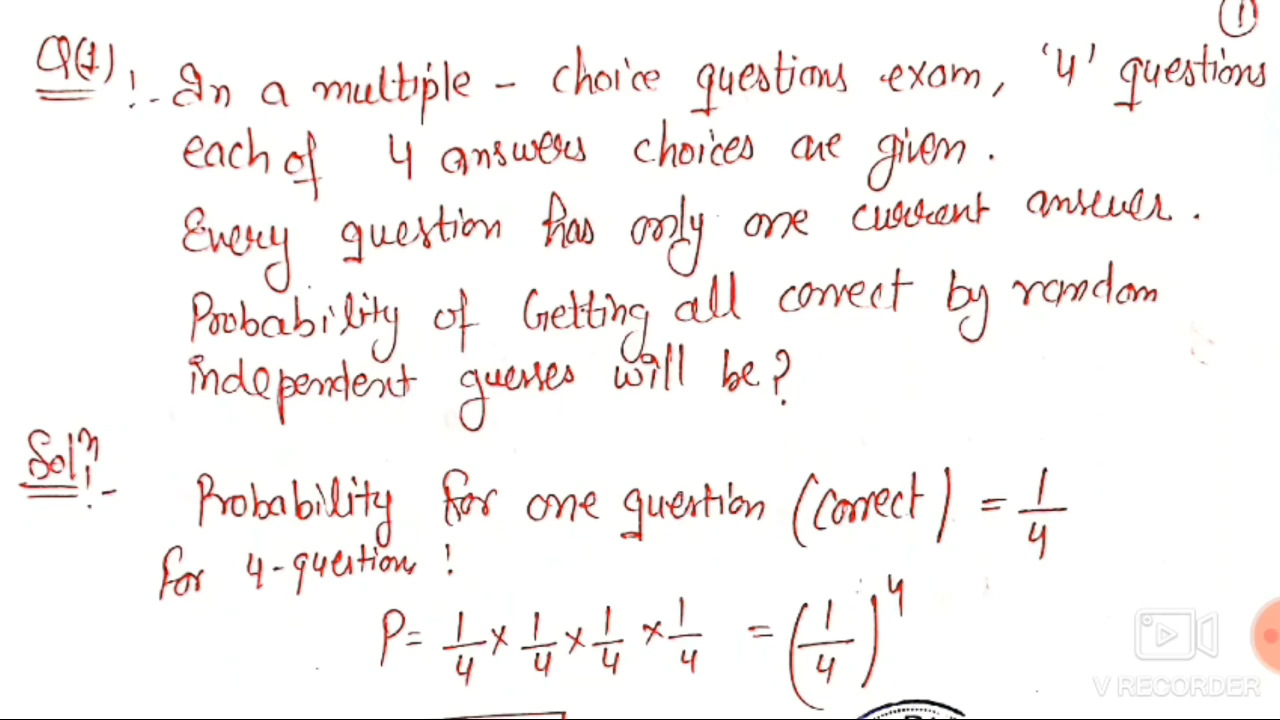 ①
Q(1):- In a multiple - choice questions exam, '4' questions
each of 4 answers choices are given.
Every question has only one current answer.
Probability of Getting all correct by random
independent guesses will be?
Solⁿ:-
Probability for one question (correct) = 1/4
for 4-question:
P = 1/4 × 1/4 × 1/4 × 1/4 = (1/4)⁴
V RECORDER